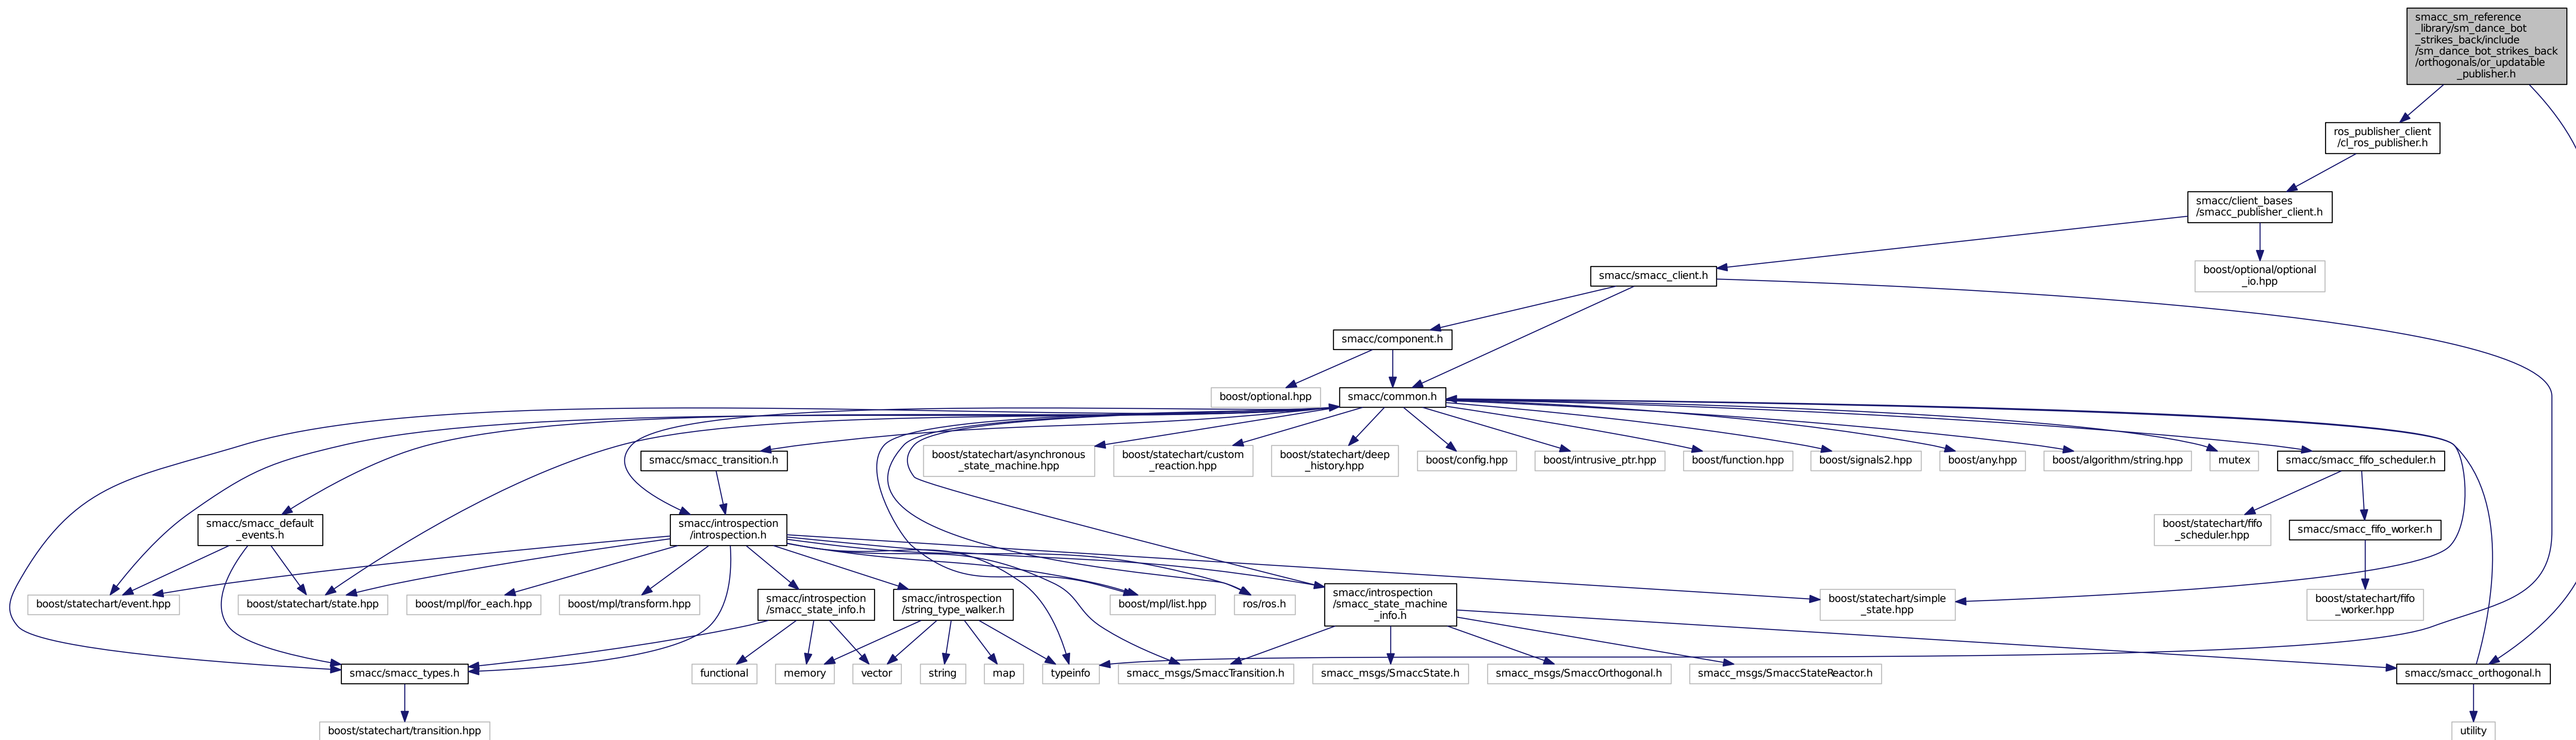 smacc_sm_reference
_library/sm_dance_bot
_strikes_back/include
/sm_dance_bot_strikes_back
/orthogonals/or_updatable
_publisher.h
ros_publisher_client
/cl_ros_publisher.h
smacc/client_bases
/smacc_publisher_client.h
smacc/smacc_client.h
boost/optional/optional
_io.hpp
smacc/component.h
boost/optional.hpp
smacc/common.h
smacc/smacc_transition.h
boost/statechart/asynchronous
_state_machine.hpp
boost/statechart/custom
_reaction.hpp
boost/statechart/deep
_history.hpp
boost/config.hpp
boost/intrusive_ptr.hpp
boost/function.hpp
boost/signals2.hpp
boost/any.hpp
boost/algorithm/string.hpp
mutex
smacc/smacc_fifo_scheduler.h
smacc/smacc_default
_events.h
smacc/introspection
/introspection.h
boost/statechart/fifo
_scheduler.hpp
smacc/smacc_fifo_worker.h
boost/statechart/event.hpp
boost/statechart/state.hpp
boost/mpl/for_each.hpp
boost/mpl/transform.hpp
smacc/introspection
/smacc_state_info.h
smacc/introspection
/string_type_walker.h
boost/mpl/list.hpp
ros/ros.h
smacc/introspection
/smacc_state_machine
_info.h
boost/statechart/simple
_state.hpp
boost/statechart/fifo
_worker.hpp
smacc/smacc_types.h
functional
memory
vector
string
map
typeinfo
smacc_msgs/SmaccTransition.h
smacc_msgs/SmaccState.h
smacc_msgs/SmaccOrthogonal.h
smacc_msgs/SmaccStateReactor.h
smacc/smacc_orthogonal.h
boost/statechart/transition.hpp
utility